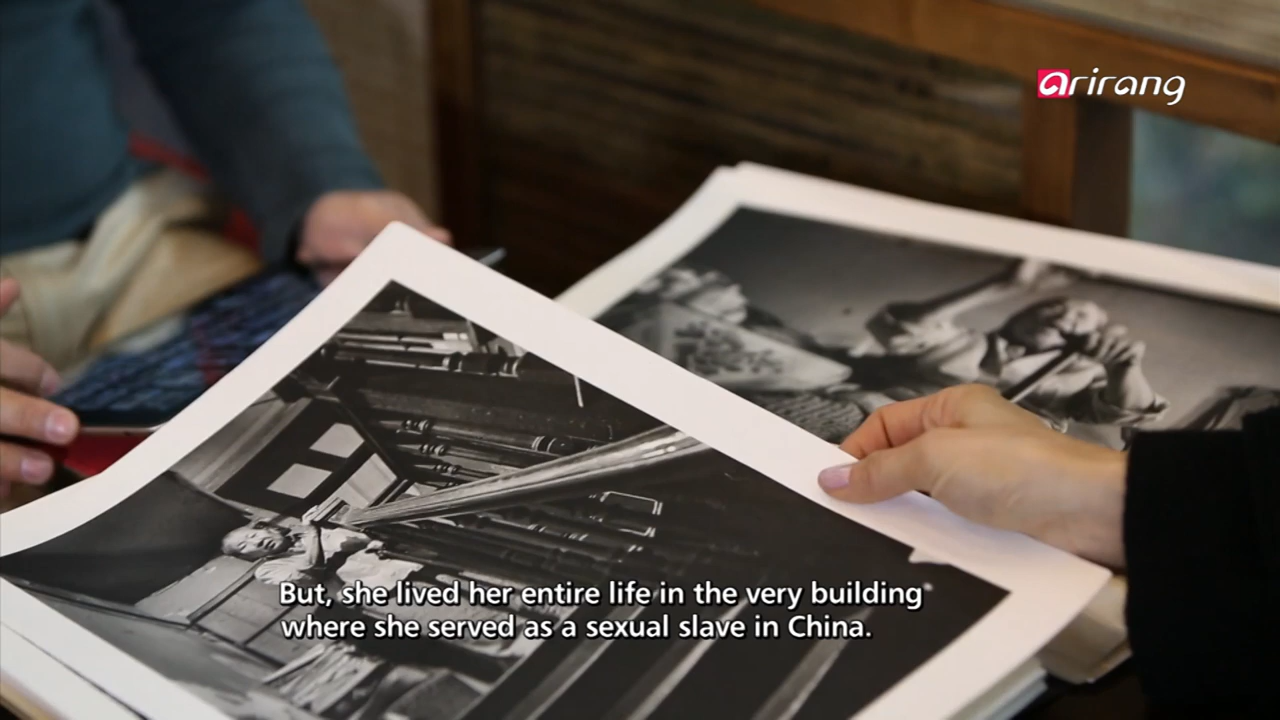 arirang
But, she lived her entire life in the very building
where she served as a sexual slave in China.